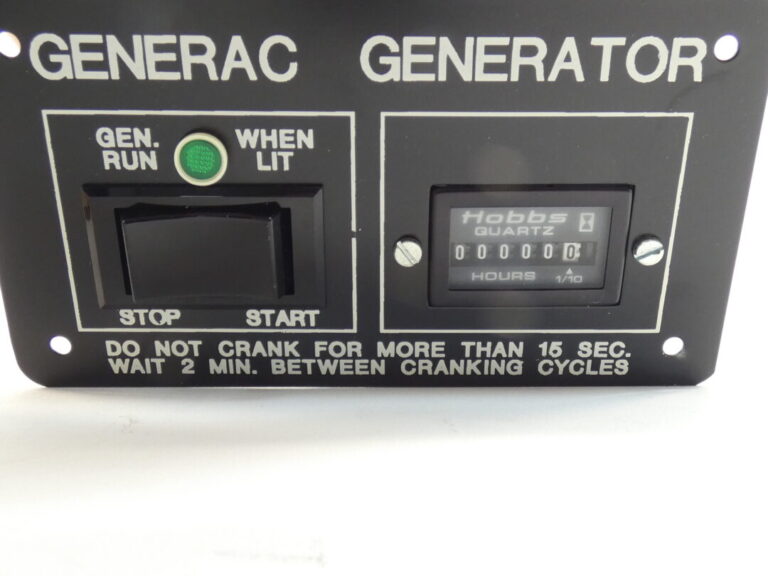 GENERAC GENERATOR
GEN. WHEN
RUN LIT
STOP START
Hobbs
QUARTZ
000000
HOURS 1/10
DO NOT CRANK FOR MORE THAN 15 SEC.
WAIT 2 MIN. BETWEEN CRANKING CYCLES